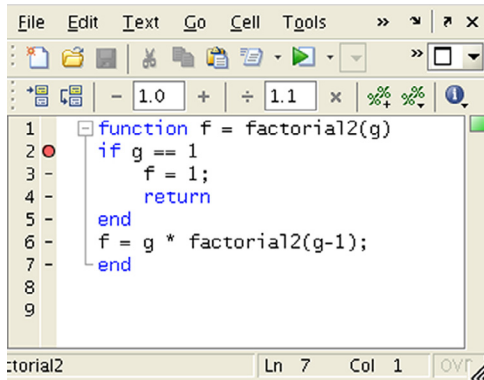 File Edit Text Go Cell Tools »
»
- 1.0 + ÷ 1.1 ×
1 function f = factorial2(g)
2 if g == 1
3 - f = 1;
4 - return
5 - end
6 - f = g * factorial2(g-1);
7 - end
8
9
ctorial2 Ln 7 Col 1 OVR